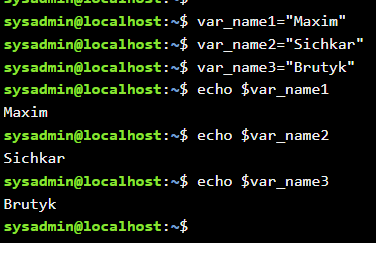 sysadmin@localhost:~$ var_name1="Maxim"
sysadmin@localhost:~$ var_name2="Sichkar"
sysadmin@localhost:~$ var_name3="Brutyk"
sysadmin@localhost:~$ echo $var_name1
Maxim
sysadmin@localhost:~$ echo $var_name2
Sichkar
sysadmin@localhost:~$ echo $var_name3
Brutyk
sysadmin@localhost:~$